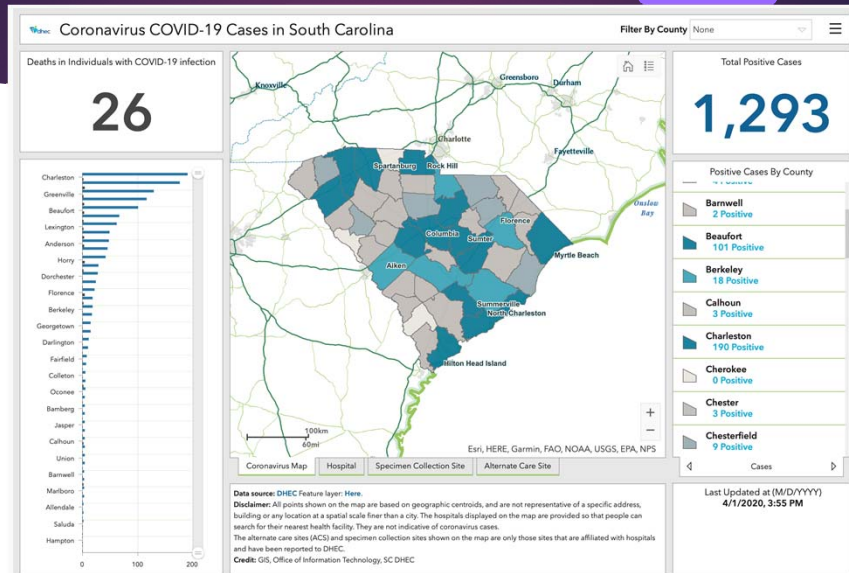 dhec Coronavirus COVID-19 Cases in South Carolina
Filter By County None
Deaths in Individuals with COVID-19 infection
26
Charleston
Greenville
Beaufort
Lexington
Anderson
Horry
Dorchester
Florence
Berkeley
Georgetown
Darlington
Fairfield
Colleton
Oconee
Bamberg
Jasper
Calhoun
Union
Barnwell
Marlboro
Allendale
Saluda
Hampton
0 100 200
Knoxville
Greensboro
Durham
Charlotte
Fayetteville
Spartanburg
Rock Hill
Onslow
Bay
Florence
Columbia
Sumter
Myrtle Beach
Aiken
Summerville
North Charleston
Hilton Head Island
100km
60mi
+
−
Esri, HERE, Garmin, FAO, NOAA, USGS, EPA, NPS
Coronavirus Map Hospital Specimen Collection Site Alternate Care Site
Data source: DHEC Feature layer: Here.
Disclaimer: All points shown on the map are based on geographic centroids, and are not representative of a specific address,
building or any location at a spatial scale finer than a city. The hospitals displayed on the map are provided so that people can
search for their nearest health facility. They are not indicative of coronavirus cases.
The alternate care sites (ACS) and specimen collection sites shown on the map are only those sites that are affiliated with hospitals
and have been reported to DHEC.
Credit: GIS, Office of Information Technology, SC DHEC
Total Positive Cases
1,293
Positive Cases By County
Barnwell
2 Positive
Beaufort
101 Positive
Berkeley
18 Positive
Calhoun
3 Positive
Charleston
190 Positive
Cherokee
0 Positive
Chester
3 Positive
Chesterfield
9 Positive
Cases
Last Updated at (M/D/YYYY)
4/1/2020, 3:55 PM